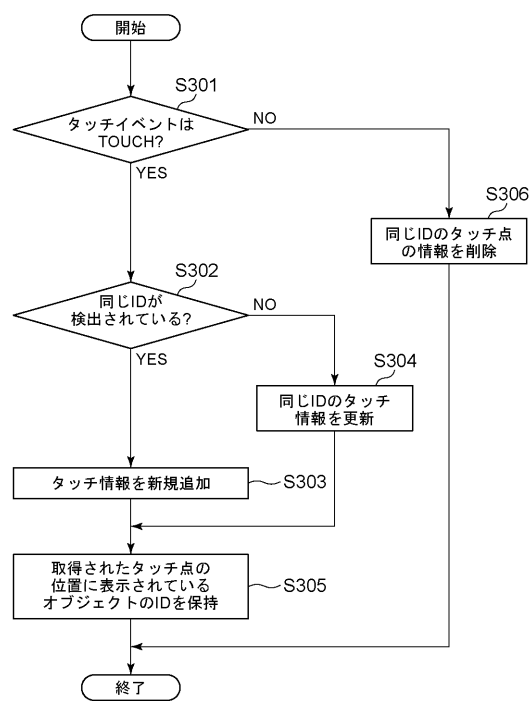 開始
S301
タッチイベントは
TOUCH?
NO
YES
S306
同じIDのタッチ点
の情報を削除
S302
同じIDが
検出されている?
NO
YES
S304
同じIDのタッチ
情報を更新
タッチ情報を新規追加
S303
取得されたタッチ点の
位置に表示されている
オブジェクトのIDを保持
S305
終了